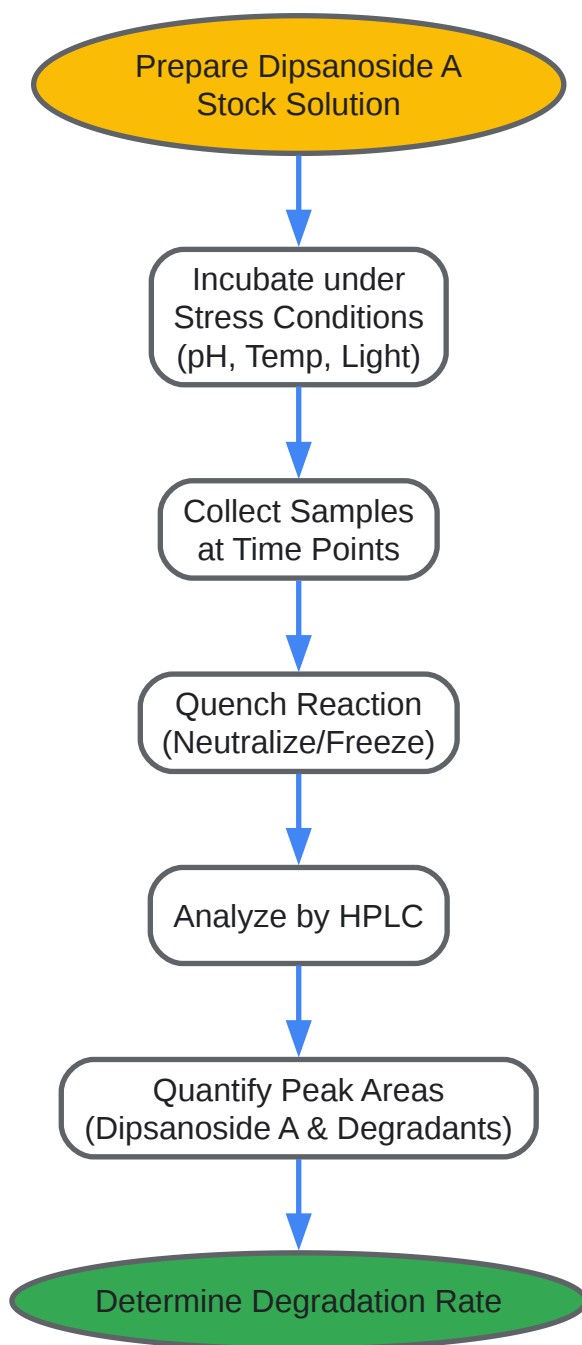 Prepare Dipsanoside A
Stock Solution
Incubate under
Stress Conditions
(pH, Temp, Light)
Collect Samples
at Time Points
Quench Reaction
(Neutralize/Freeze)
Analyze by HPLC
Quantify Peak Areas
(Dipsanoside A & Degradants)
Determine Degradation Rate